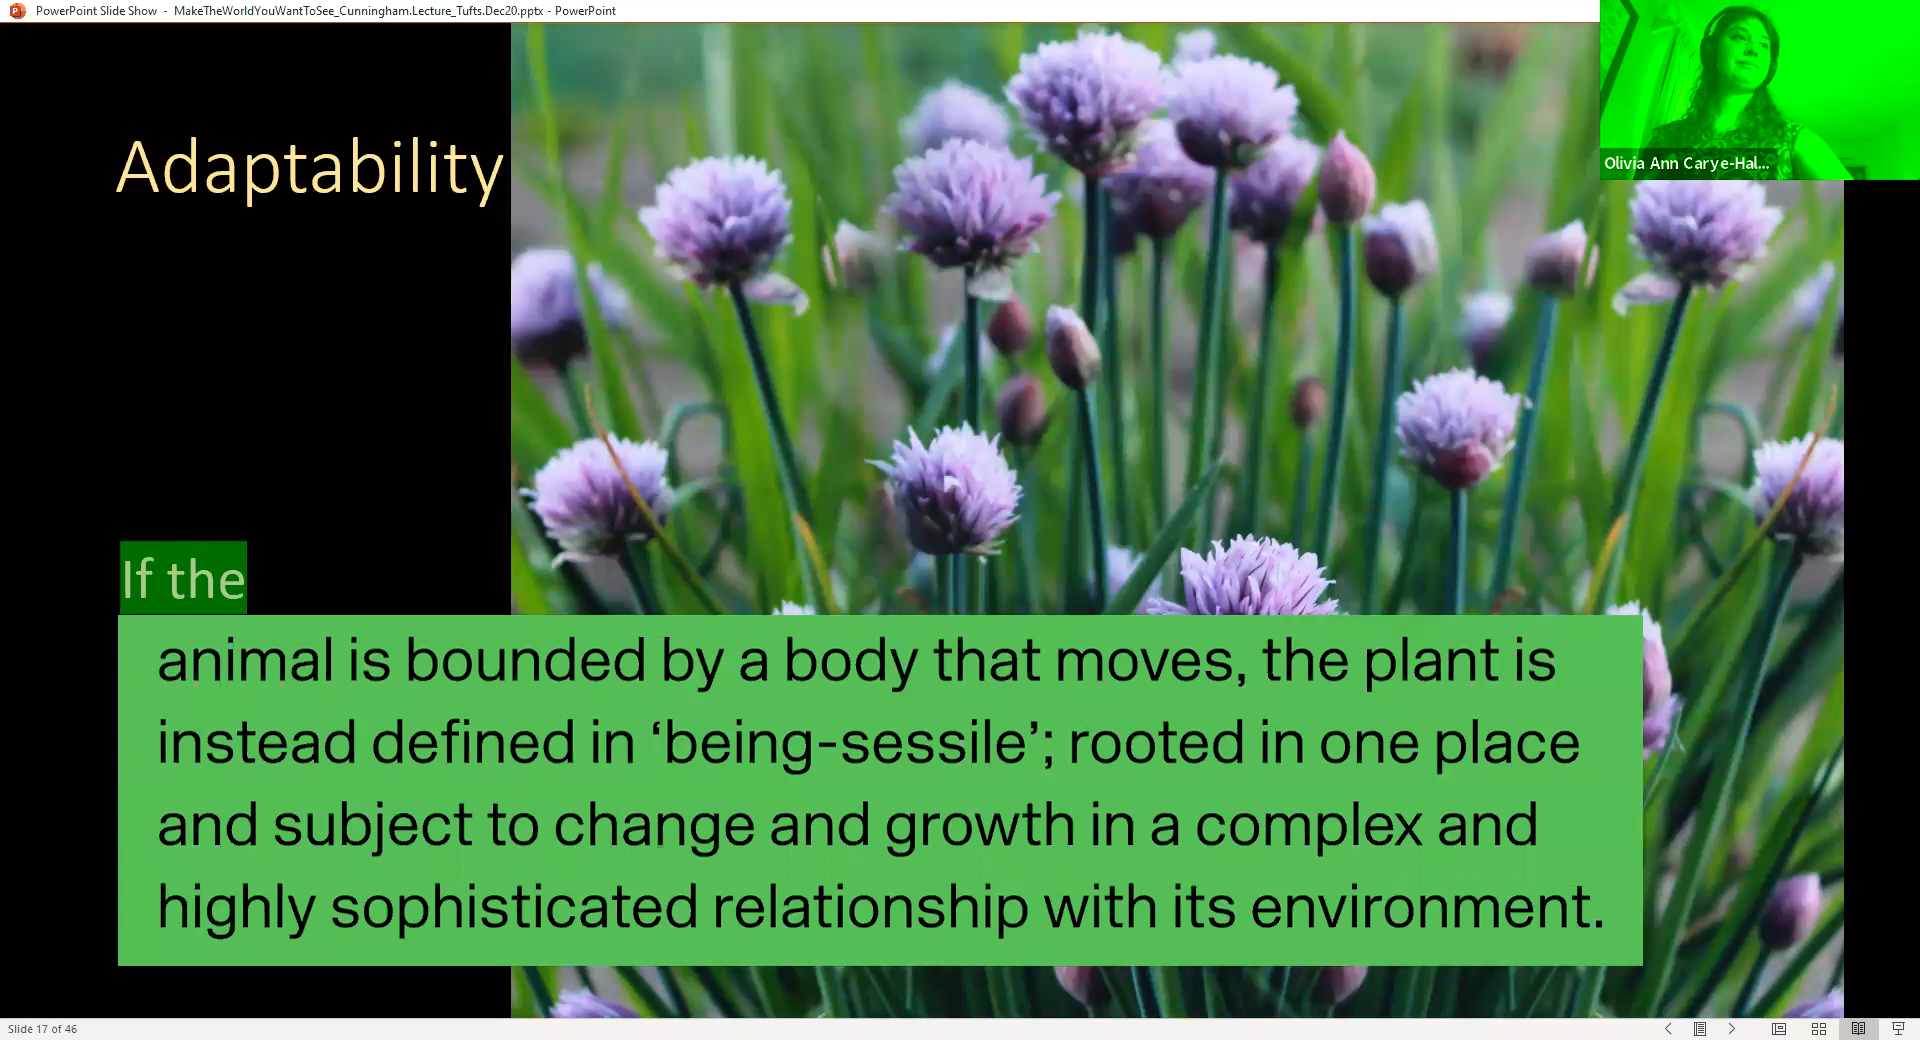 PowerPoint Slide Show - MakeTheWorldYouWantToSee_Cunningham.Lecture_Tufts.Dec20.pptx - PowerPoint
Olivia Ann Carye-Hal...
Adaptability
If the
animal is bounded by a body that moves, the plant is
instead defined in ‘being-sessile’; rooted in one place
and subject to change and growth in a complex and
highly sophisticated relationship with its environment.
Slide 17 of 46